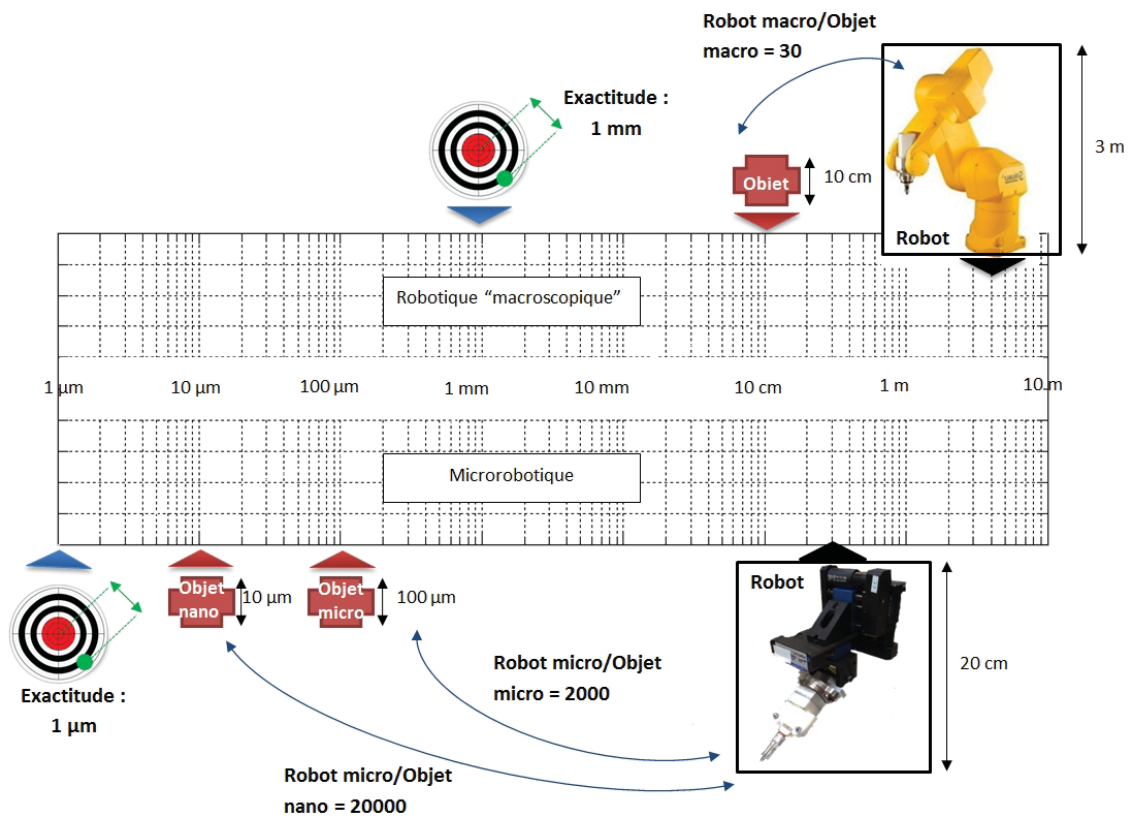 Robot macro/Objet
macro = 30
Exactitude :
1 mm
Objet
10 cm
Robot
3 m
Robotique “macroscopique”
1 µm
10 µm
100 µm
1 mm
10 mm
10 cm
1 m
10 m
Microrobotique
Objet
nano
10 µm
Objet
micro
100 µm
Robot
20 cm
Exactitude :
1 µm
Robot micro/Objet
micro = 2000
Robot micro/Objet
nano = 20000